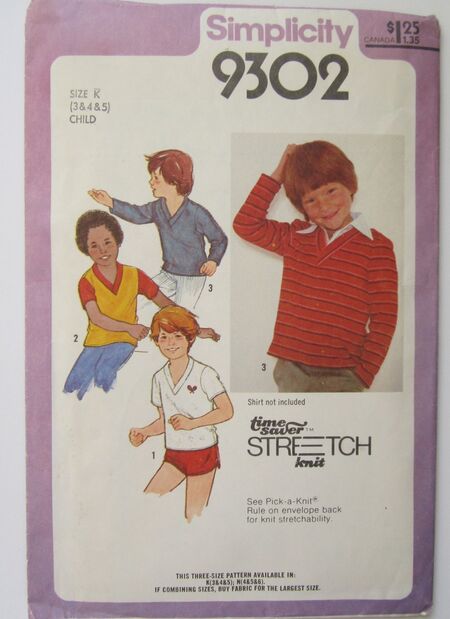 Simplicity
9302
$1.25
CANADA 1.35
SIZE K
(3&4&5)
CHILD
3
2
1
3
Shirt not included
time saver™
STRETCH
knit
See Pick-a-Knit®
Rule on envelope back
for knit stretchability.
THIS THREE-SIZE PATTERN AVAILABLE IN:
K(3&4&5); N(4&5&6).
IF COMBINING SIZES, BUY FABRIC FOR THE LARGEST SIZE.